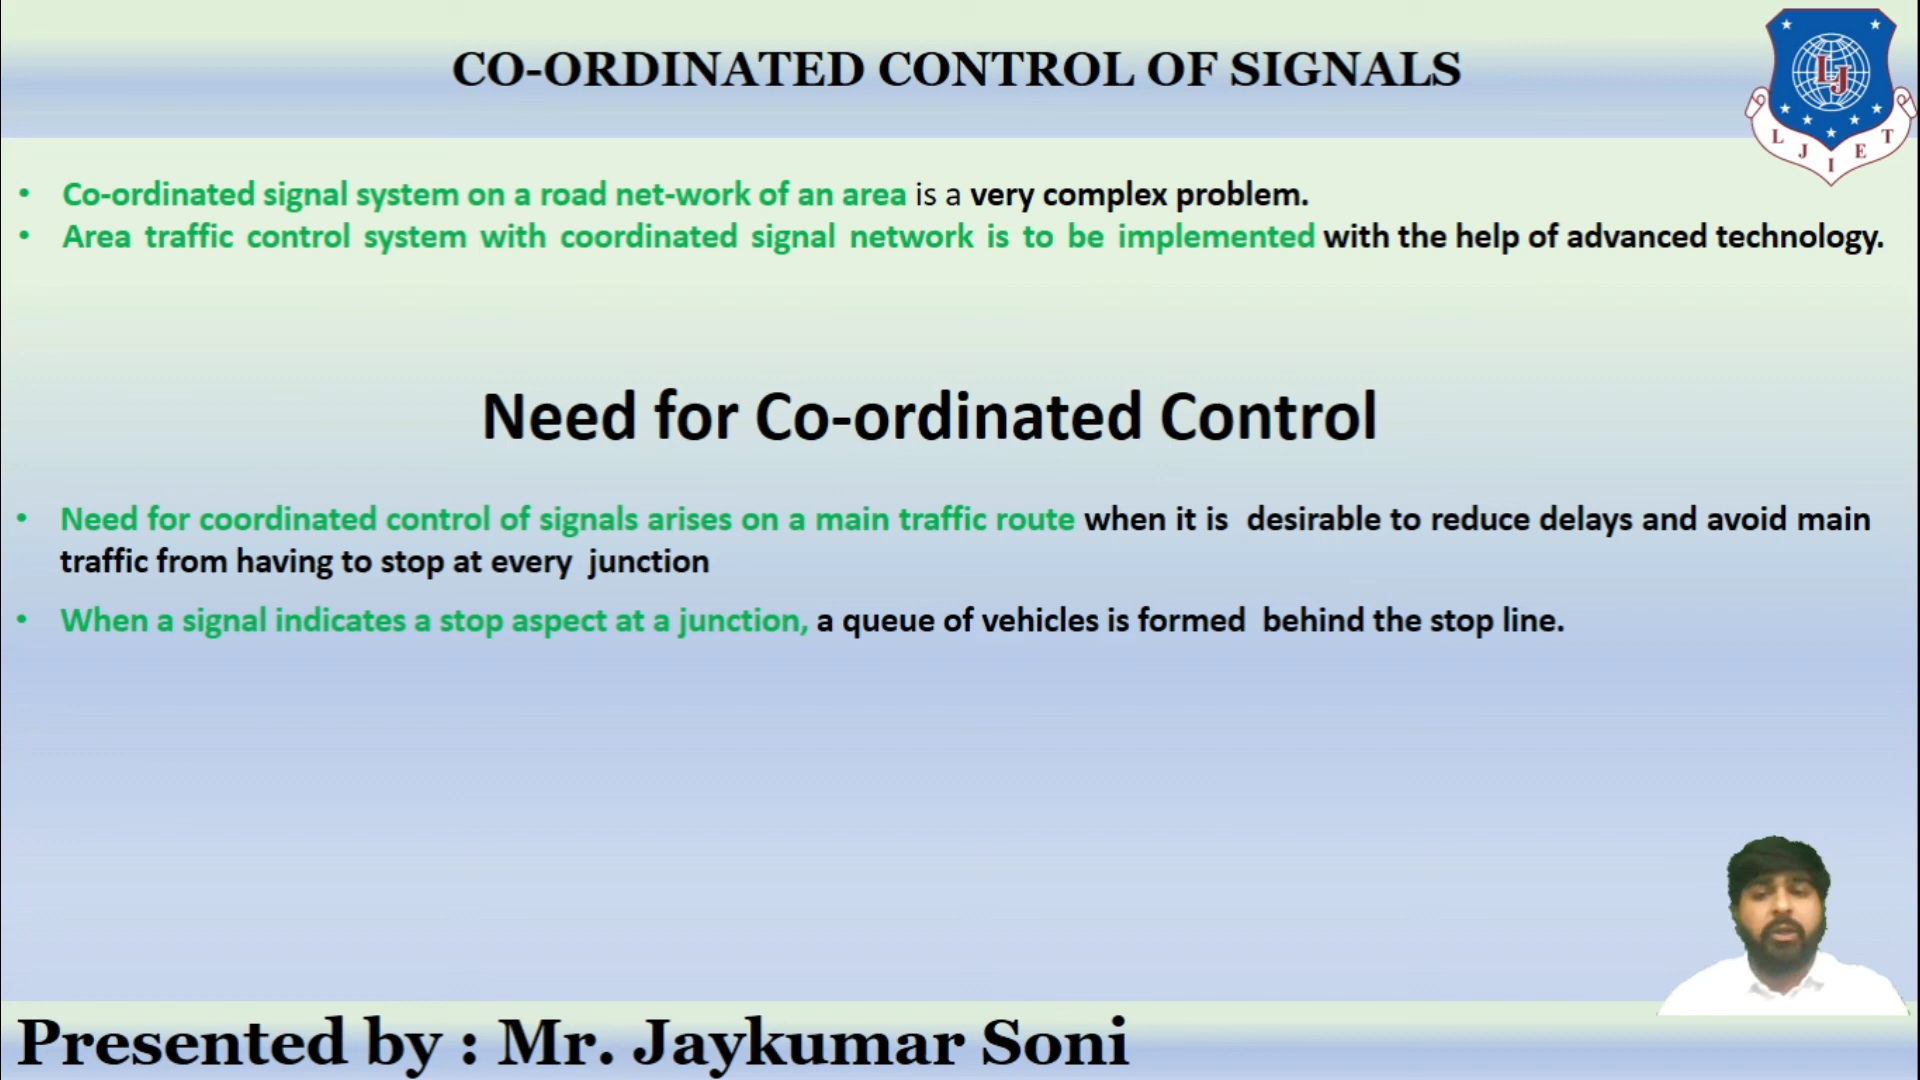 CO-ORDINATED CONTROL OF SIGNALS
LJ
L J I E T
• Co-ordinated signal system on a road net-work of an area is a very complex problem.
• Area traffic control system with coordinated signal network is to be implemented with the help of advanced technology.
Need for Co-ordinated Control
• Need for coordinated control of signals arises on a main traffic route when it is desirable to reduce delays and avoid main
traffic from having to stop at every junction
• When a signal indicates a stop aspect at a junction, a queue of vehicles is formed behind the stop line.
Presented by : Mr. Jaykumar Soni